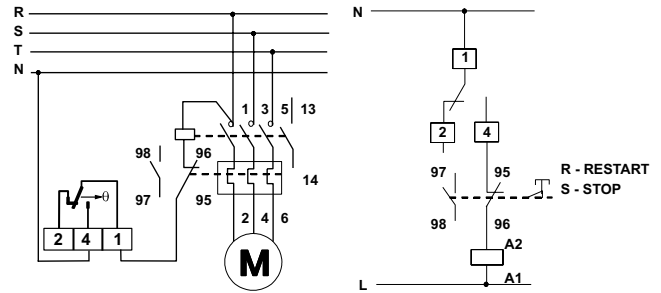 R
S
T
N
1 3 5 13
98 96
97 95
14
θ
2 4 1
2 4 6
M
N
1
2 4
97 95
R - RESTART
S - STOP
98 96
A2
L A1